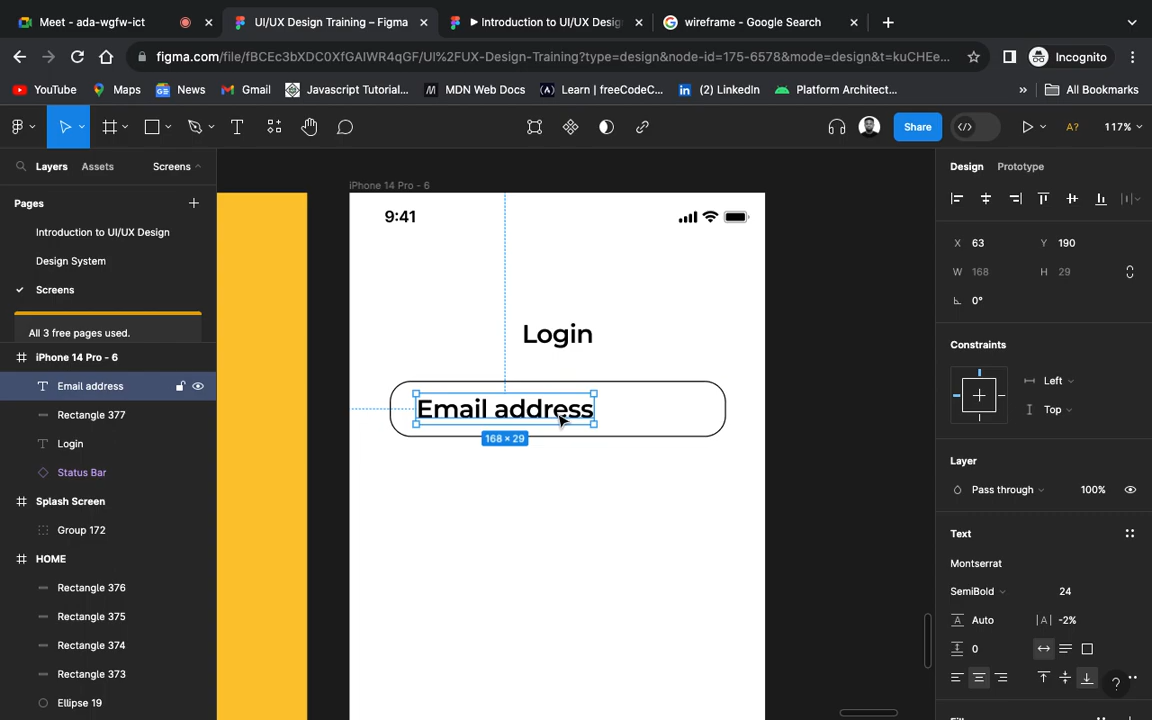 Meet - ada-wgfw-ict
UI/UX Design Training – Figma
Introduction to UI/UX Desig
wireframe - Google Search
figma.com/file/fBCEc3bXDC0XfGAIWR4qGF/UI%2FUX-Design-Training?type=design&node-id=175-6578&mode=design&t=kuCHEe...
Incognito
YouTube
Maps
News
Gmail
Javascript Tutorial...
MDN Web Docs
Learn | freeCodeC...
(2) LinkedIn
Platform Architect...
»
All Bookmarks
Share
A?
117%
Layers
Assets
Screens
Pages
Introduction to UI/UX Design
Design System
Screens
All 3 free pages used.
iPhone 14 Pro - 6
Email address
Rectangle 377
Login
Status Bar
Splash Screen
Group 172
HOME
Rectangle 376
Rectangle 375
Rectangle 374
Rectangle 373
Ellipse 19
iPhone 14 Pro - 6
9:41
Login
Email address
168 × 29
Design
Prototype
X 63
Y 190
W 168
H 29
0°
Constraints
Left
Top
Layer
Pass through
100%
Text
Montserrat
SemiBold
24
Auto
|A| -2%
0
?